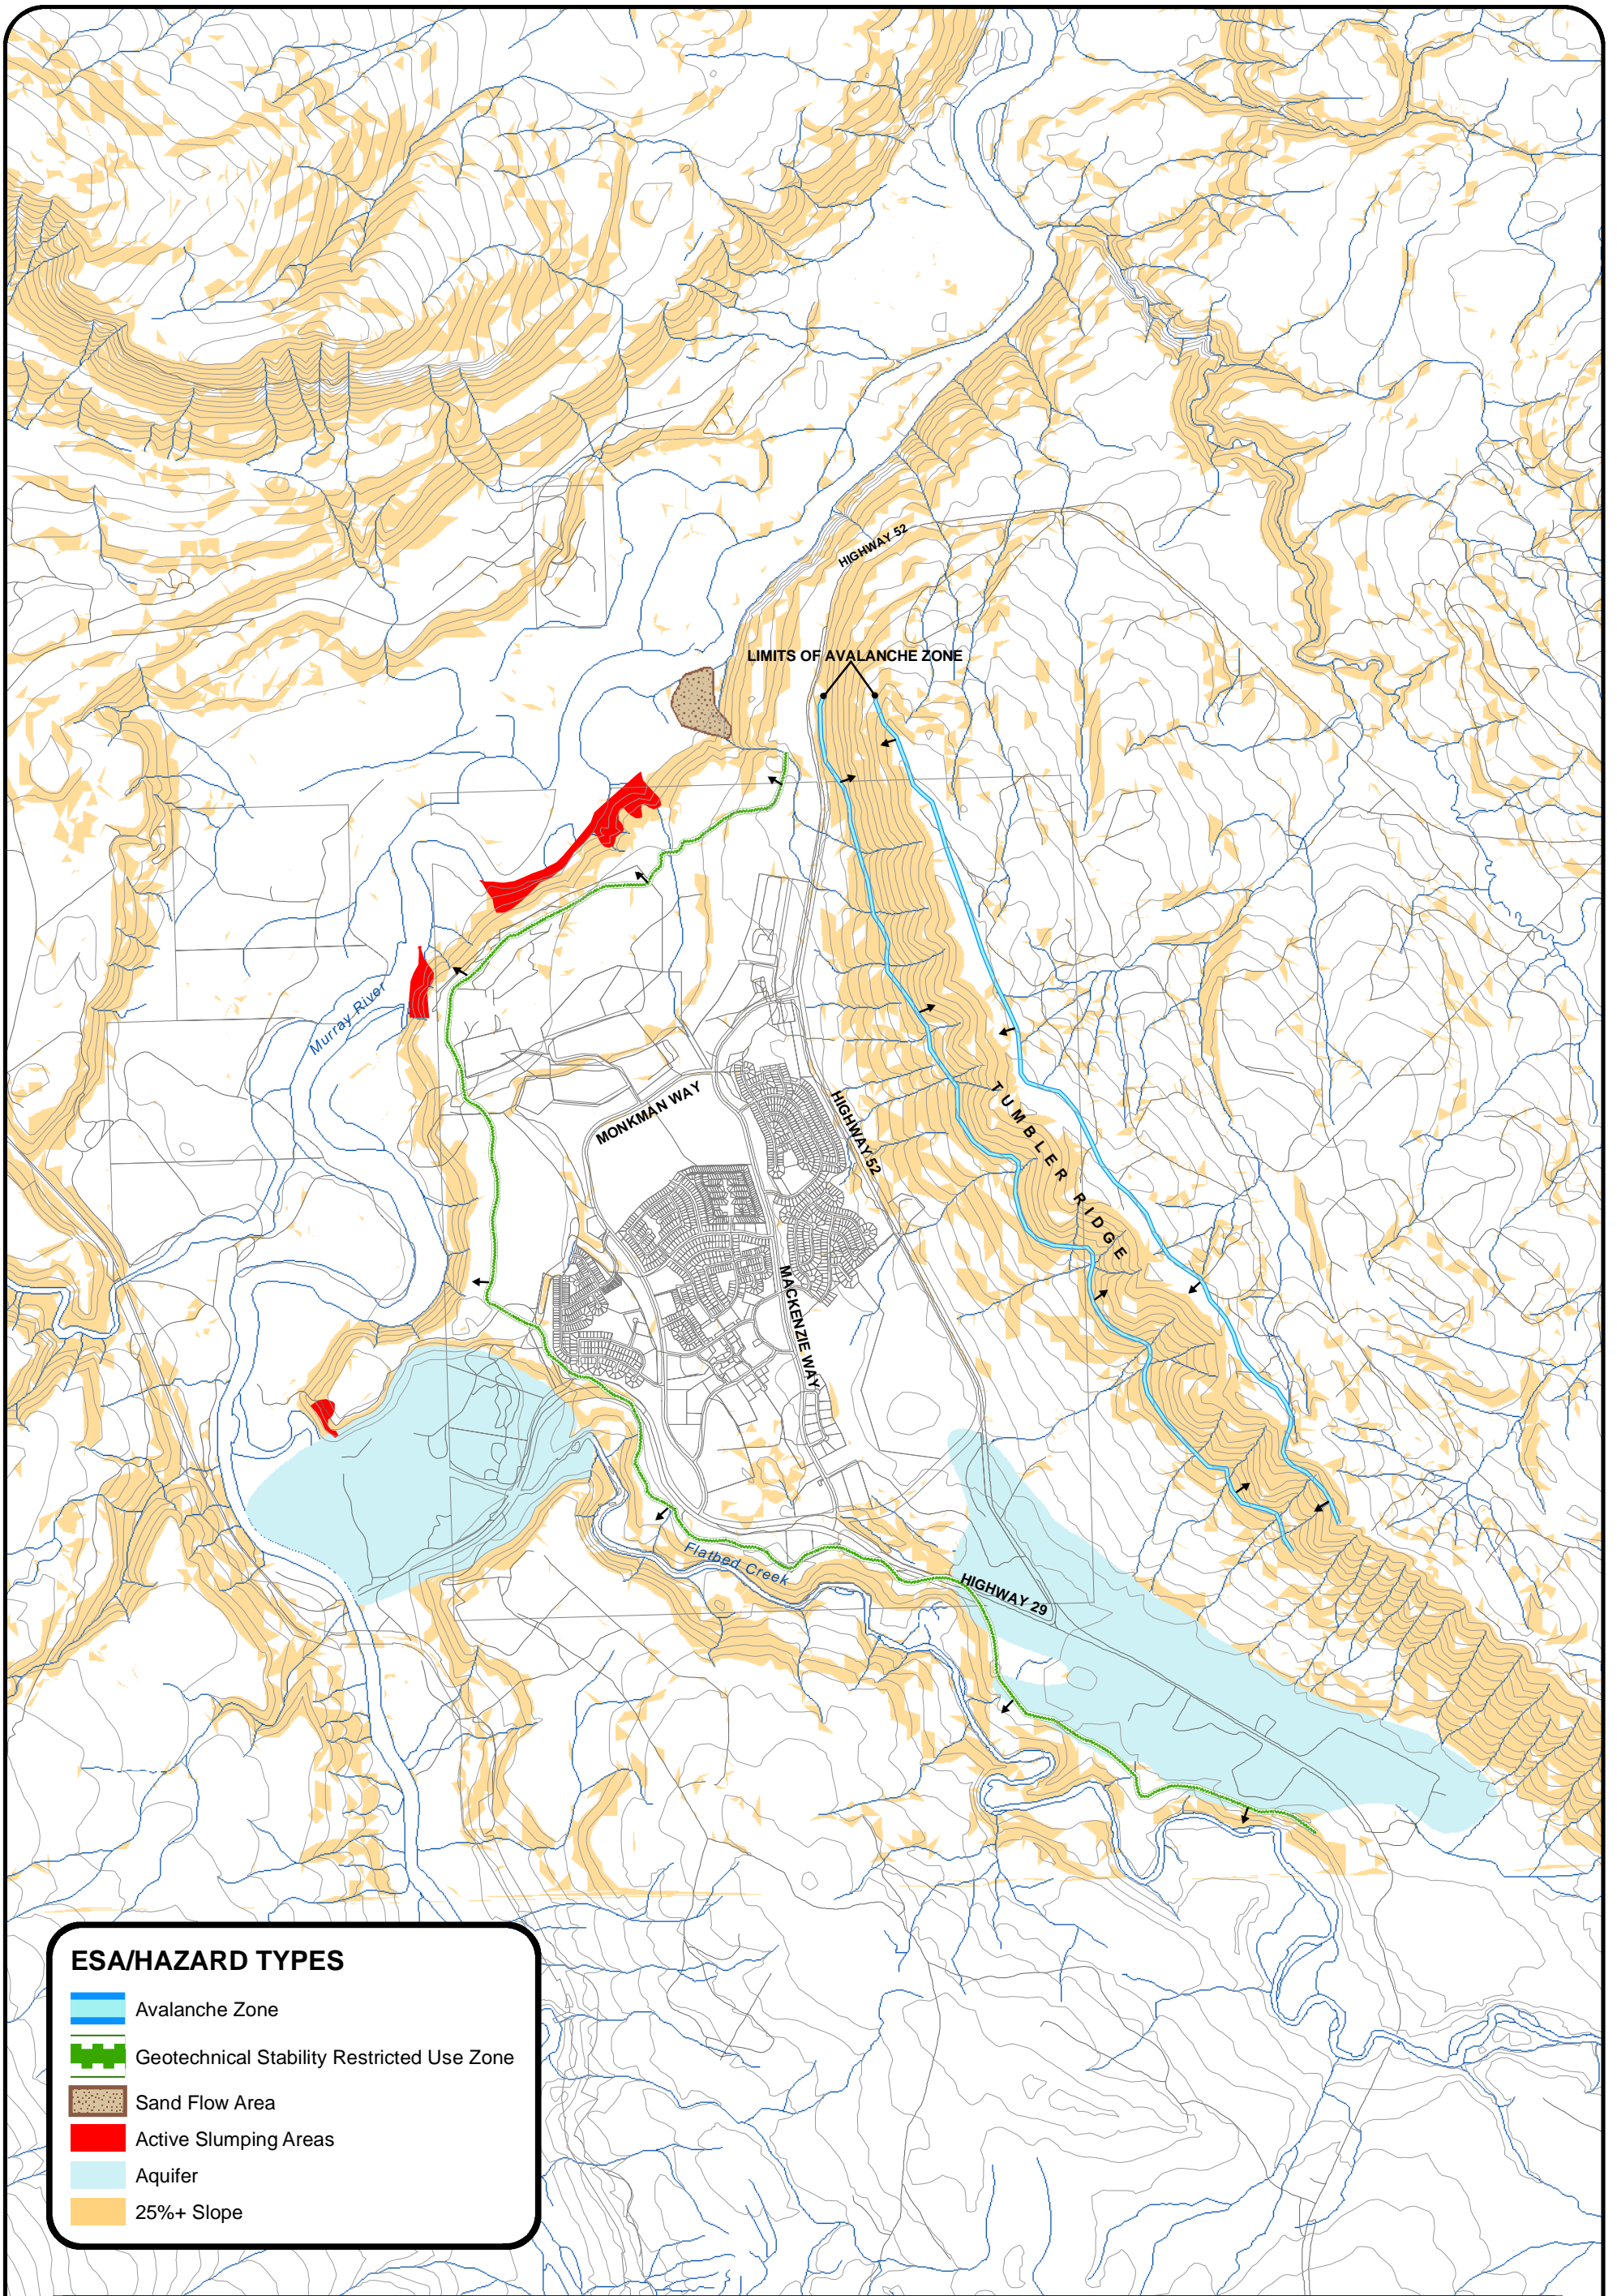 HIGHWAY 52
LIMITS OF AVALANCHE ZONE
Murray River
MONKMAN WAY
HIGHWAY 52
TUMBLER RIDGE
MACKENZIE WAY
Flatbed Creek
HIGHWAY 29
ESA/HAZARD TYPES
Avalanche Zone
Geotechnical Stability Restricted Use Zone
Sand Flow Area
Active Slumping Areas
Aquifer
25%+ Slope